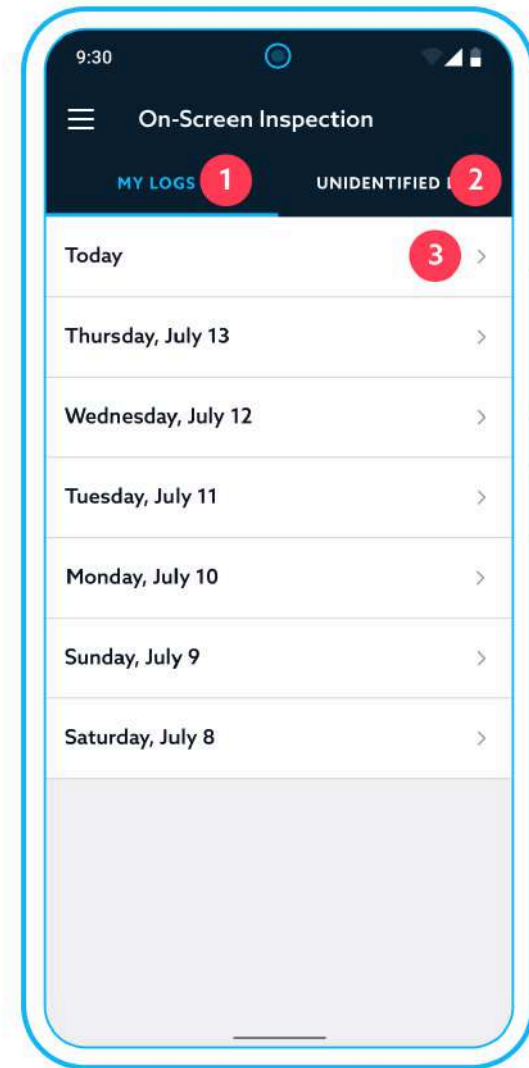 9:30
On-Screen Inspection
MY LOGS 1 UNIDENTIFIED 2
Today 3
Thursday, July 13
Wednesday, July 12
Tuesday, July 11
Monday, July 10
Sunday, July 9
Saturday, July 8